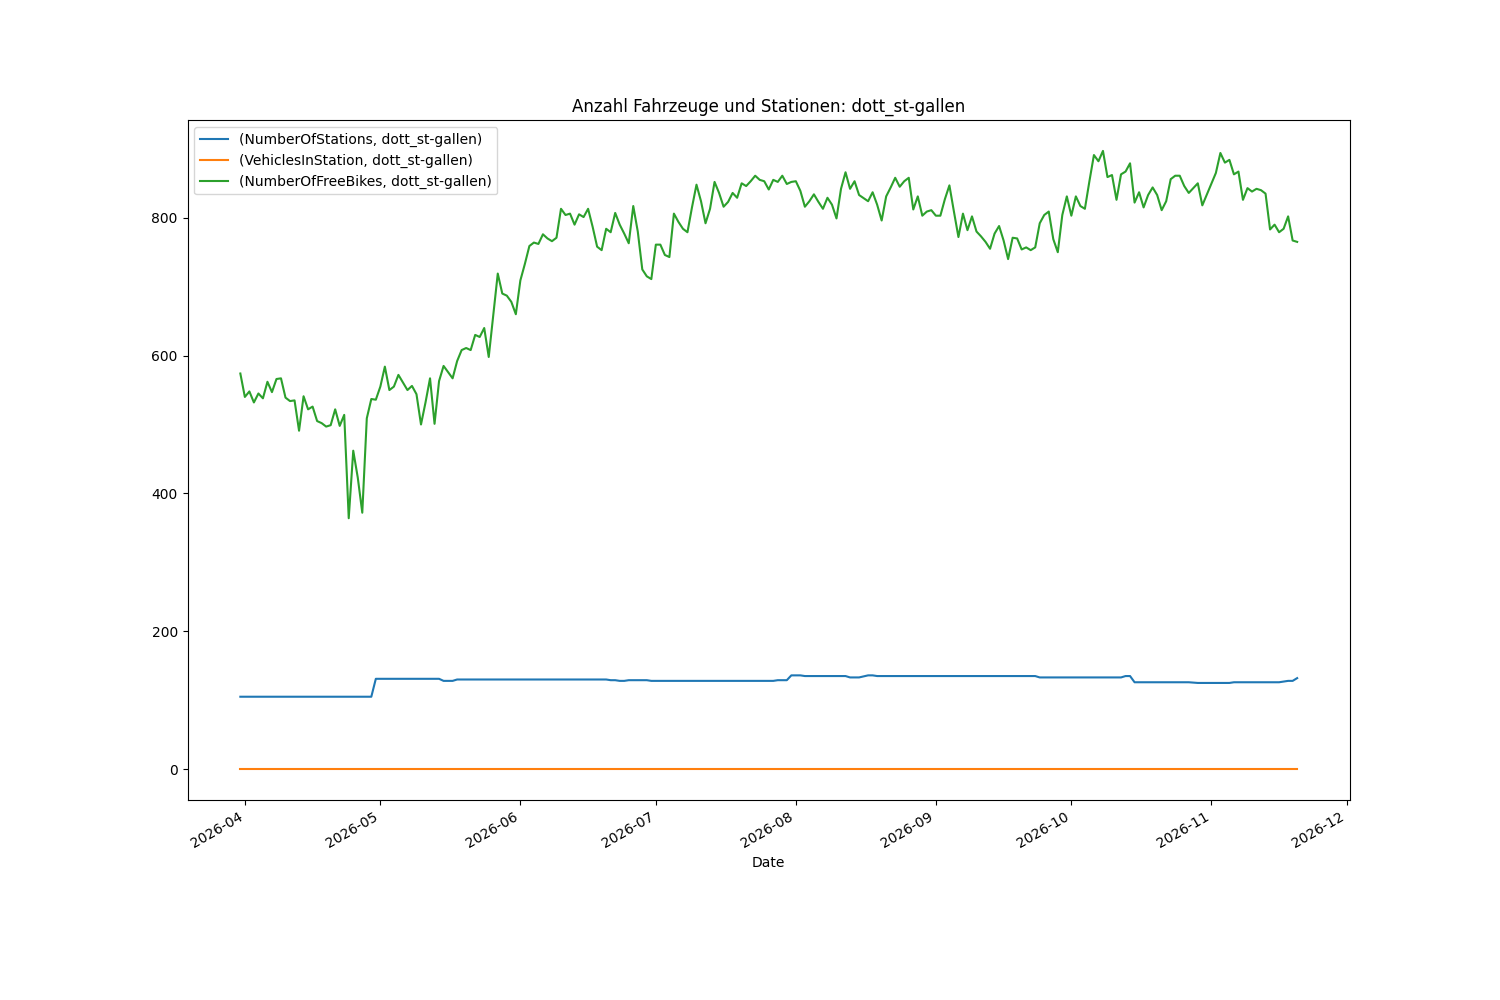 Anzahl Fahrzeuge und Stationen: dott_st-gallen
(NumberOfStations, dott_st-gallen)
(VehiclesInStation, dott_st-gallen)
(NumberOfFreeBikes, dott_st-gallen)
800
600
400
200
0
2026-04
2026-05
2026-06
2026-07
2026-08
2026-09
2026-10
2026-11
2026-12
Date